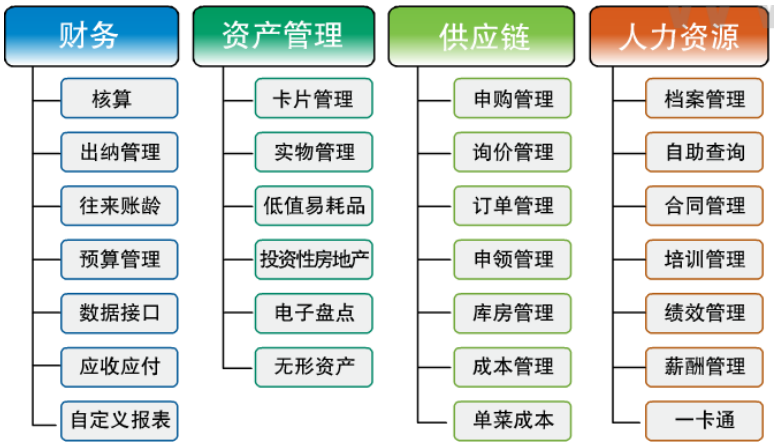 财务
核算
出纳管理
往来账龄
预算管理
数据接口
应收应付
自定义报表
资产管理
卡片管理
实物管理
低值易耗品
投资性房地产
电子盘点
无形资产
供应链
申购管理
询价管理
订单管理
申领管理
库房管理
成本管理
单菜成本
人力资源
档案管理
自助查询
合同管理
培训管理
绩效管理
薪酬管理
一卡通